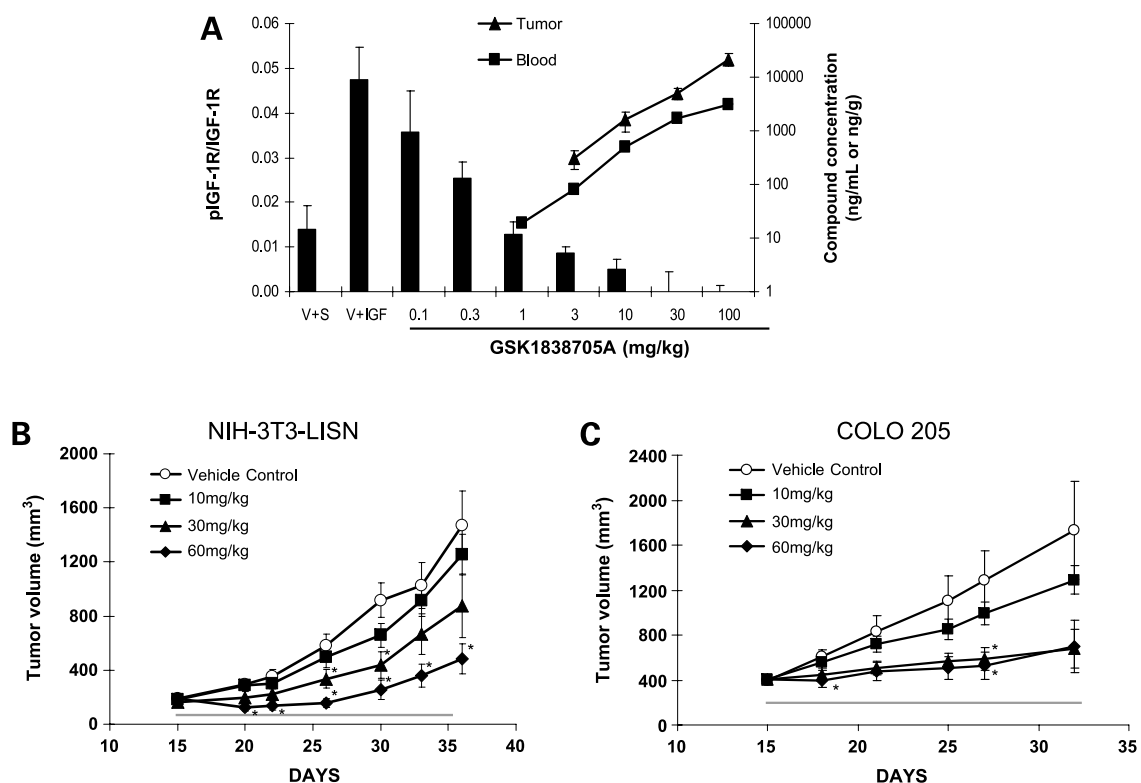 A
Tumor
Blood
pIGF-1R/IGF-1R
0.06
0.05
0.04
0.03
0.02
0.01
0.00
100000
10000
1000
100
10
1
Compound concentration
(ng/mL or ng/g)
V+S V+IGF 0.1 0.3 1 3 10 30 100
GSK1838705A (mg/kg)
B
NIH-3T3-LISN
Vehicle Control
10mg/kg
30mg/kg
60mg/kg
Tumor volume (mm³)
2000
1600
1200
800
400
0
* * * * * * * *
10 15 20 25 30 35 40
DAYS
C
COLO 205
Vehicle Control
10mg/kg
30mg/kg
60mg/kg
Tumor volume (mm³)
2400
2000
1600
1200
800
400
0
* * *
10 15 20 25 30 35
DAYS